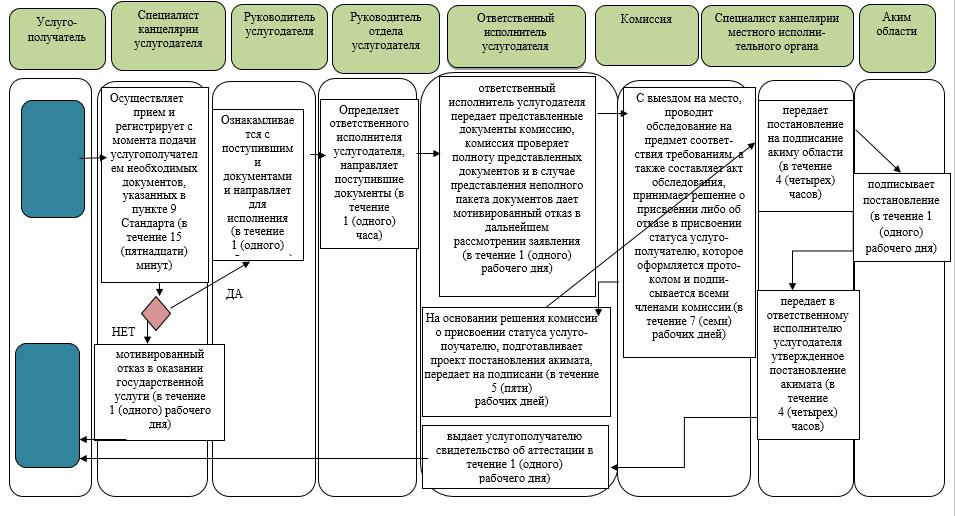 Услуго-
получатель
Специалист
канцелярии
услугодателя
Руководитель
услугодателя
Руководитель
отдела
услугодателя
Ответственный
исполнитель
услугодателя
Комиссия
Специалист канцелярии
местного исполни-
тельного органа
Аким
области
Осуществляет
прием и
регистрирует с
момента подачи
услугополучател
ем необходимых
документов,
указанных в
пункте 9
Стандарта (в
течение 15
(пятнадцати)
минут)
Ознакамливае
тся с
поступившим
и
документами
и направляет
для
исполнения
(в течение
1 (одного)
Определяет
ответственного
исполнителя
услугодателя,
направляет
поступившие
документы (в
течение
1 (одного)
часа)
ответственный
исполнитель услугодателя
передает представленные
документы комиссию,
комиссия проверяет
полноту представленных
документов и в случае
представления неполного
пакета документов дает
мотивированный отказ в
дальнейшем
рассмотрении заявления
(в течение 1 (одного)
рабочего дня)
С выездом на место,
проводит
обследование на
предмет соответ-
ствия требованиям, а
также составляет акт
обследования,
принимает решение о
присвоении либо об
отказе в присвоении
статуса услуго-
получателю, которое
оформляется прото-
колом и подпи-
сывается всеми
членами комиссии (в
течение 7 (семи)
рабочих дней)
передает
постановление
на подписание
акиму области
(в течение
4 (четырех)
часов)
подписывает
постановление
(в течение 1
(одного)
рабочего дня)
ДА
НЕТ
мотивированный
отказ в оказании
государственной
услуги (в течение
1 (одного) рабочего
дня)
На основании решения комиссии
о присвоении статуса услуго-
поучателю, подготавливает
проект постановления акимата,
передает на подписани (в течение
5 (пяти)
рабочих дней)
передает в
ответственному
исполнителю
услугодателя
утвержденное
постановление
акимата (в
течение
4 (четырех)
часов)
выдает услугополучателю
свидетельство об аттестации в
течение 1 (одного)
рабочего дня)